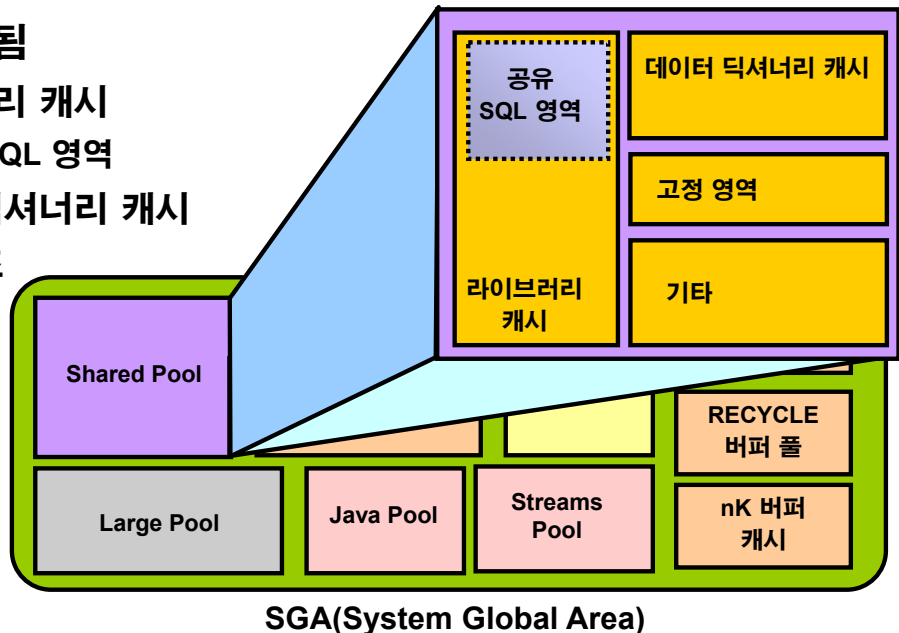 됨
리 캐시
QL 영역
셔너리 캐시
공유
SQL 영역
라이브러리
캐시
데이터 딕셔너리 캐시
고정 영역
기타
Shared Pool
RECYCLE
버퍼 풀
Large Pool
Java Pool
Streams
Pool
nK 버퍼
캐시
SGA(System Global Area)